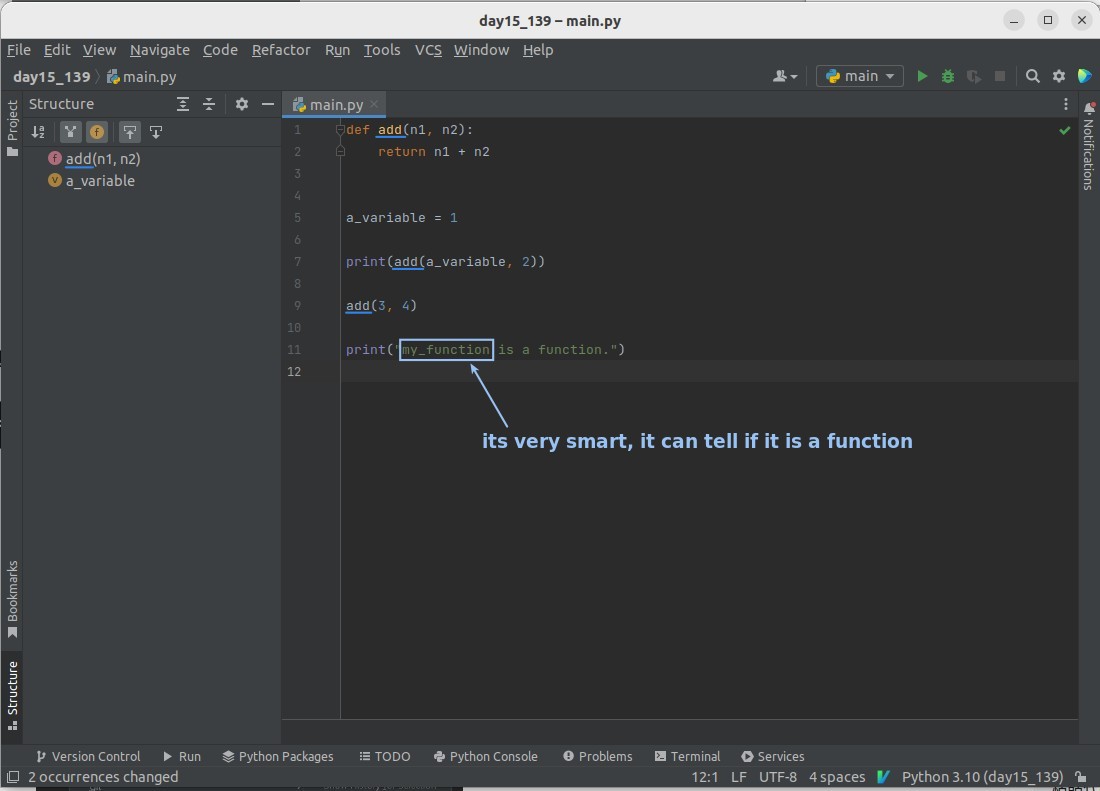 day15_139 – main.py
File Edit View Navigate Code Refactor Run Tools VCS Window Help
day15_139 main.py main
Project
Structure
main.py
Notifications
add(n1, n2)
a_variable
1 def add(n1, n2):
2 return n1 + n2
3
4
5 a_variable = 1
6
7 print(add(a_variable, 2))
8
9 add(3, 4)
10
11 print("my_function is a function.")
12
its very smart, it can tell if it is a function
Bookmarks
Structure
Version Control Run Python Packages TODO Python Console Problems Terminal Services
2 occurrences changed 12:1 LF UTF-8 4 spaces Python 3.10 (day15_139)